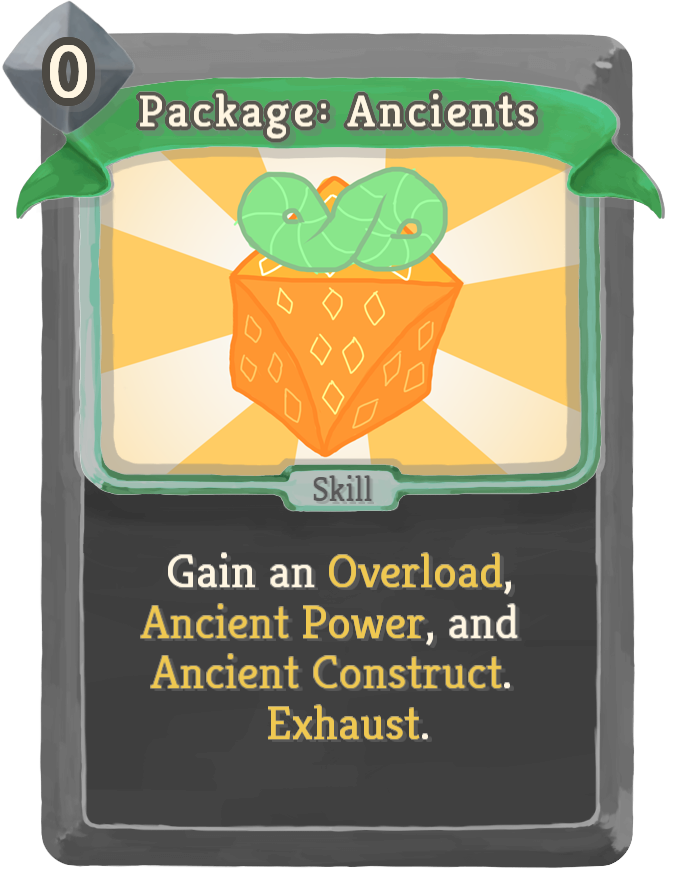 0
Package: Ancients
Skill
Gain an Overload,
Ancient Power, and
Ancient Construct.
Exhaust.